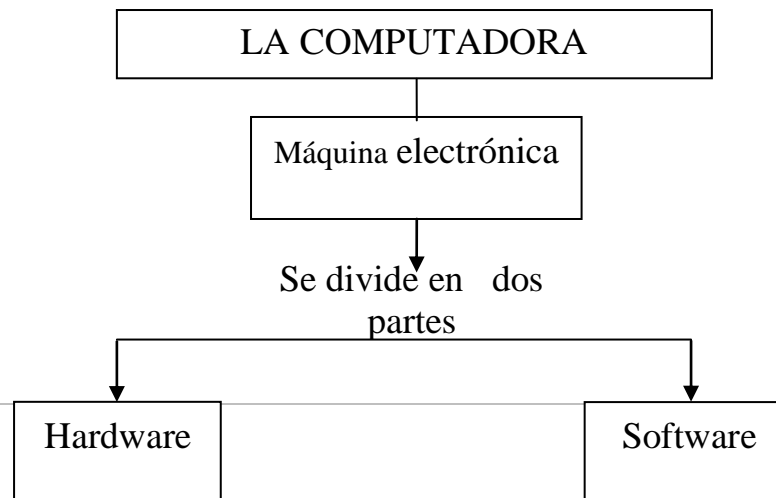 LA COMPUTADORA
Máquina electrónica
Se divide en dos
partes
Hardware
Software